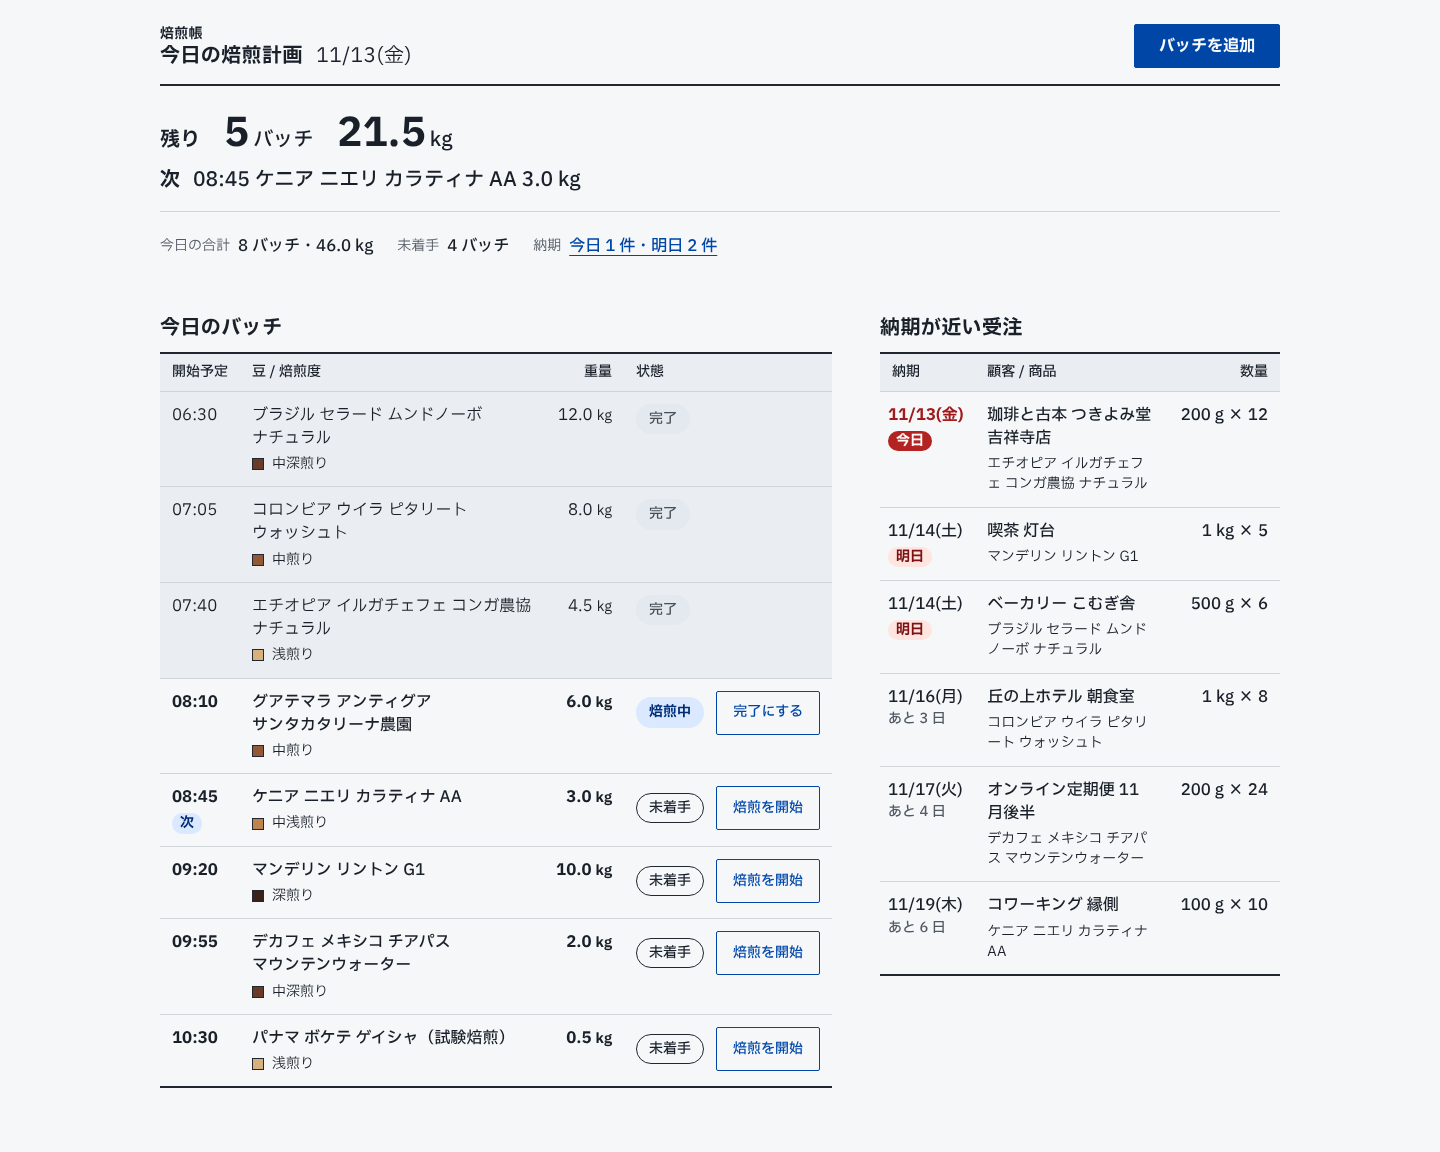 焙煎帳
今日の焙煎計画 11/13(金)
バッチを追加
残り 5 バッチ 21.5 kg
次 08:45 ケニア ニエリ カラティナ AA 3.0 kg
今日の合計 8 バッチ・46.0 kg 未着手 4 バッチ 納期 今日 1 件・明日 2 件
今日のバッチ
開始予定 豆 / 焙煎度 重量 状態
06:30 ブラジル セラード ムンドノーボ 12.0 kg 完了
ナチュラル
中深煎り
07:05 コロンビア ウイラ ピタリート 8.0 kg 完了
ウォッシュト
中煎り
07:40 エチオピア イルガチェフェ コンガ農協 4.5 kg 完了
ナチュラル
浅煎り
08:10 グアテマラ アンティグア 6.0 kg 焙煎中 完了にする
サンタカタリーナ農園
中煎り
08:45 ケニア ニエリ カラティナ AA 3.0 kg 未着手 焙煎を開始
次 中浅煎り
09:20 マンデリン リントン G1 10.0 kg 未着手 焙煎を開始
深煎り
09:55 デカフェ メキシコ チアパス 2.0 kg 未着手 焙煎を開始
マウンテンウォーター
中深煎り
10:30 パナマ ボケテ ゲイシャ（試験焙煎） 0.5 kg 未着手 焙煎を開始
浅煎り
納期が近い受注
納期 顧客 / 商品 数量
11/13(金) 珈琲と古本 つきよみ堂 200 g × 12
今日 吉祥寺店
エチオピア イルガチェフ
ェ コンガ農協 ナチュラル
11/14(土) 喫茶 灯台 1 kg × 5
明日 マンデリン リントン G1
11/14(土) ベーカリー こむぎ舎 500 g × 6
明日 ブラジル セラード ムンド
ノーボ ナチュラル
11/16(月) 丘の上ホテル 朝食室 1 kg × 8
あと 3 日 コロンビア ウイラ ピタリ
ート ウォッシュト
11/17(火) オンライン定期便 11 200 g × 24
あと 4 日 月後半
デカフェ メキシコ チアパ
ス マウンテンウォーター
11/19(木) コワーキング 縁側 100 g × 10
あと 6 日 ケニア ニエリ カラティナ
AA